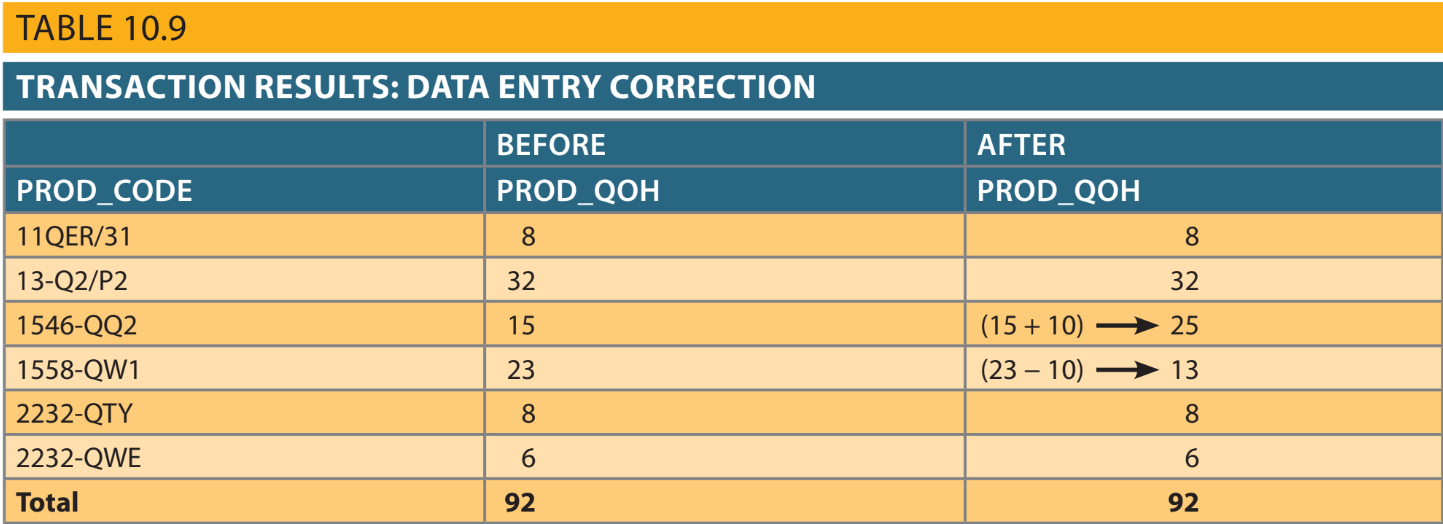 TABLE 10.9
TRANSACTION RESULTS: DATA ENTRY CORRECTION
BEFORE AFTER
PROD_CODE PROD_QOH PROD_QOH
11QER/31 8 8
13-Q2/P2 32 32
1546-QQ2 15 (15 + 10) ⟶ 25
1558-QW1 23 (23 − 10) ⟶ 13
2232-QTY 8 8
2232-QWE 6 6
Total 92 92